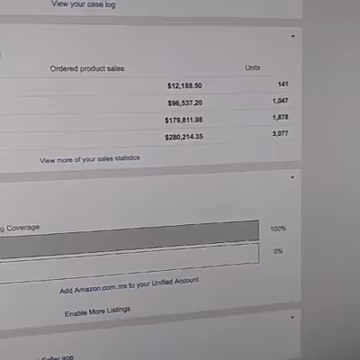 View your case log
Ordered product sales Units
$12,188.50 141
$96,537.20 1,047
$179,811.98 1,878
$280,214.35 3,077
View more of your sales statistics
g Coverage
100%
0%
Add Amazon.com.mx to your Unified Account
Enable More Listings
Seller app